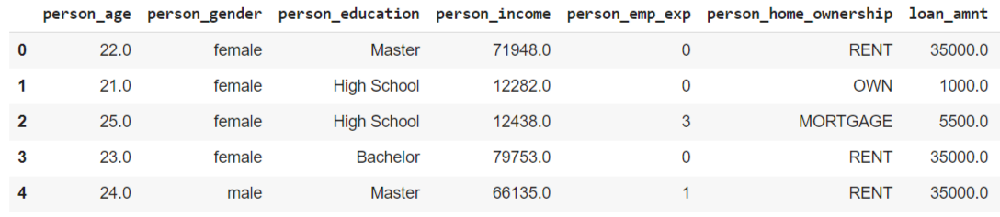 person_age person_gender person_education person_income person_emp_exp person_home_ownership loan_amnt
0 22.0 female Master 71948.0 0 RENT 35000.0
1 21.0 female High School 12282.0 0 OWN 1000.0
2 25.0 female High School 12438.0 3 MORTGAGE 5500.0
3 23.0 female Bachelor 79753.0 0 RENT 35000.0
4 24.0 male Master 66135.0 1 RENT 35000.0